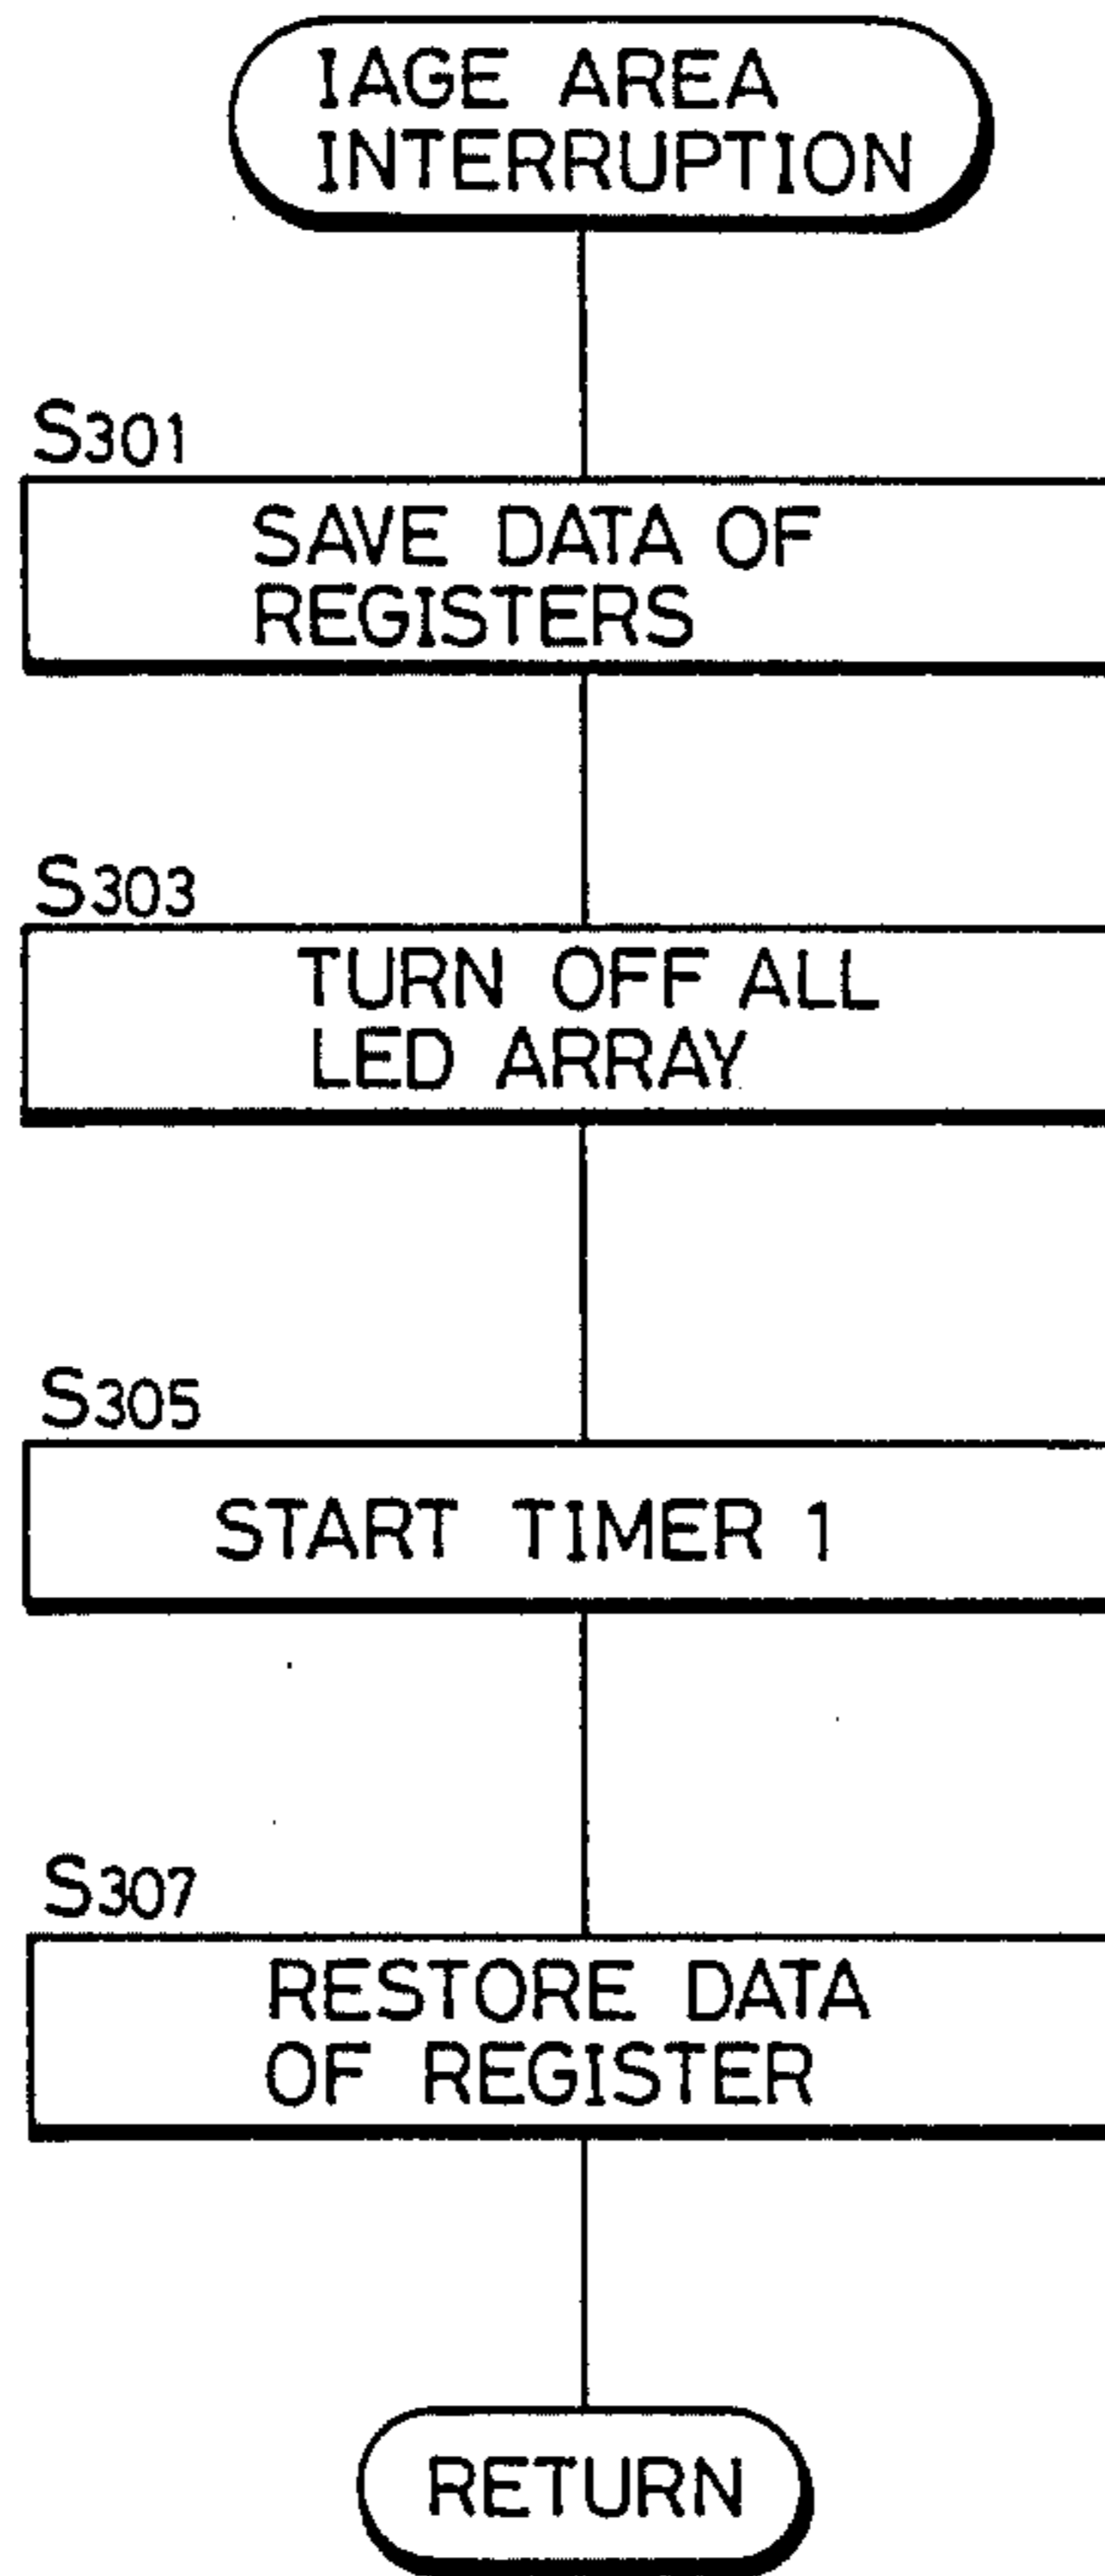 IAGE AREA
INTERRUPTION
S301
SAVE DATA OF
REGISTERS
S303
TURN OFF ALL
LED ARRAY
S305
START TIMER 1
S307
RESTORE DATA
OF REGISTER
RETURN